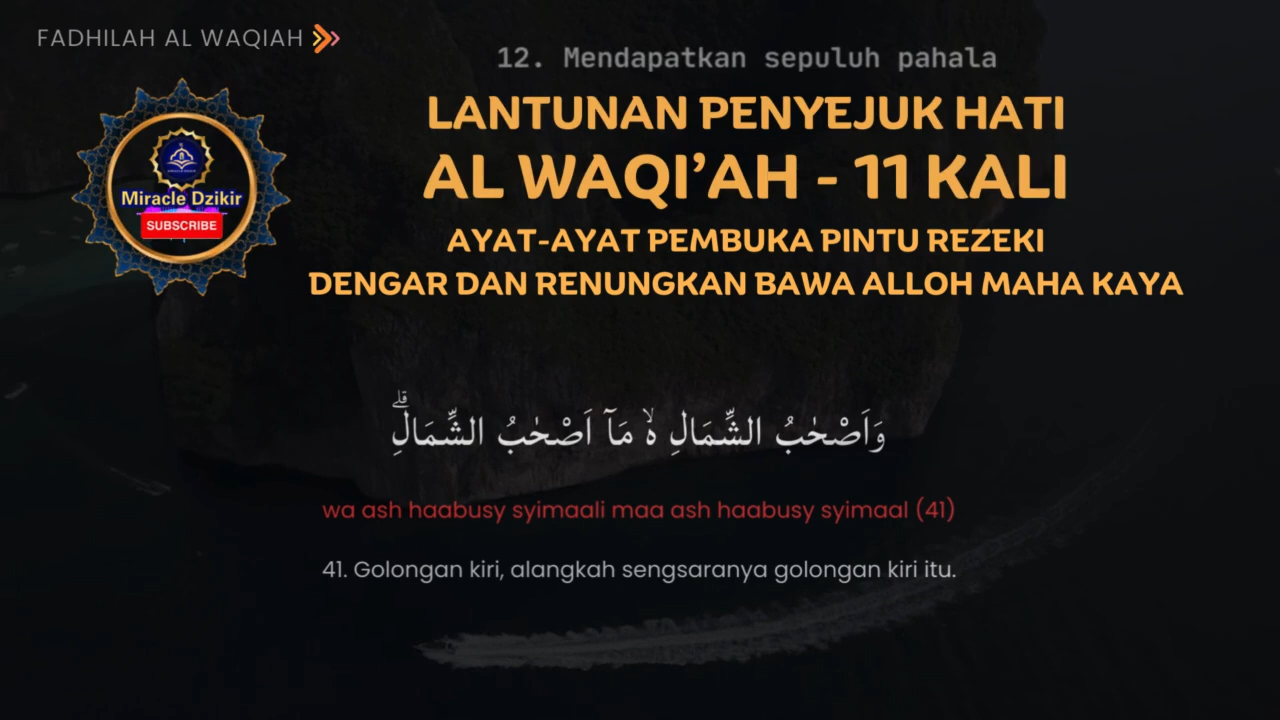 FADHILAH AL WAQIAH
12. Mendapatkan sepuluh pahala
LANTUNAN PENYEJUK HATI
AL WAQI’AH - 11 KALI
AYAT-AYAT PEMBUKA PINTU REZEKI
DENGAR DAN RENUNGKAN BAWA ALLOH MAHA KAYA
Miracle Dzikir
SUBSCRIBE
وَاَصْحٰبُ الشِّمَالِ ەۙ مَآ اَصْحٰبُ الشِّمَالِۗ
wa ash haabusy syimaali maa ash haabusy syimaal (41)
41. Golongan kiri, alangkah sengsaranya golongan kiri itu.